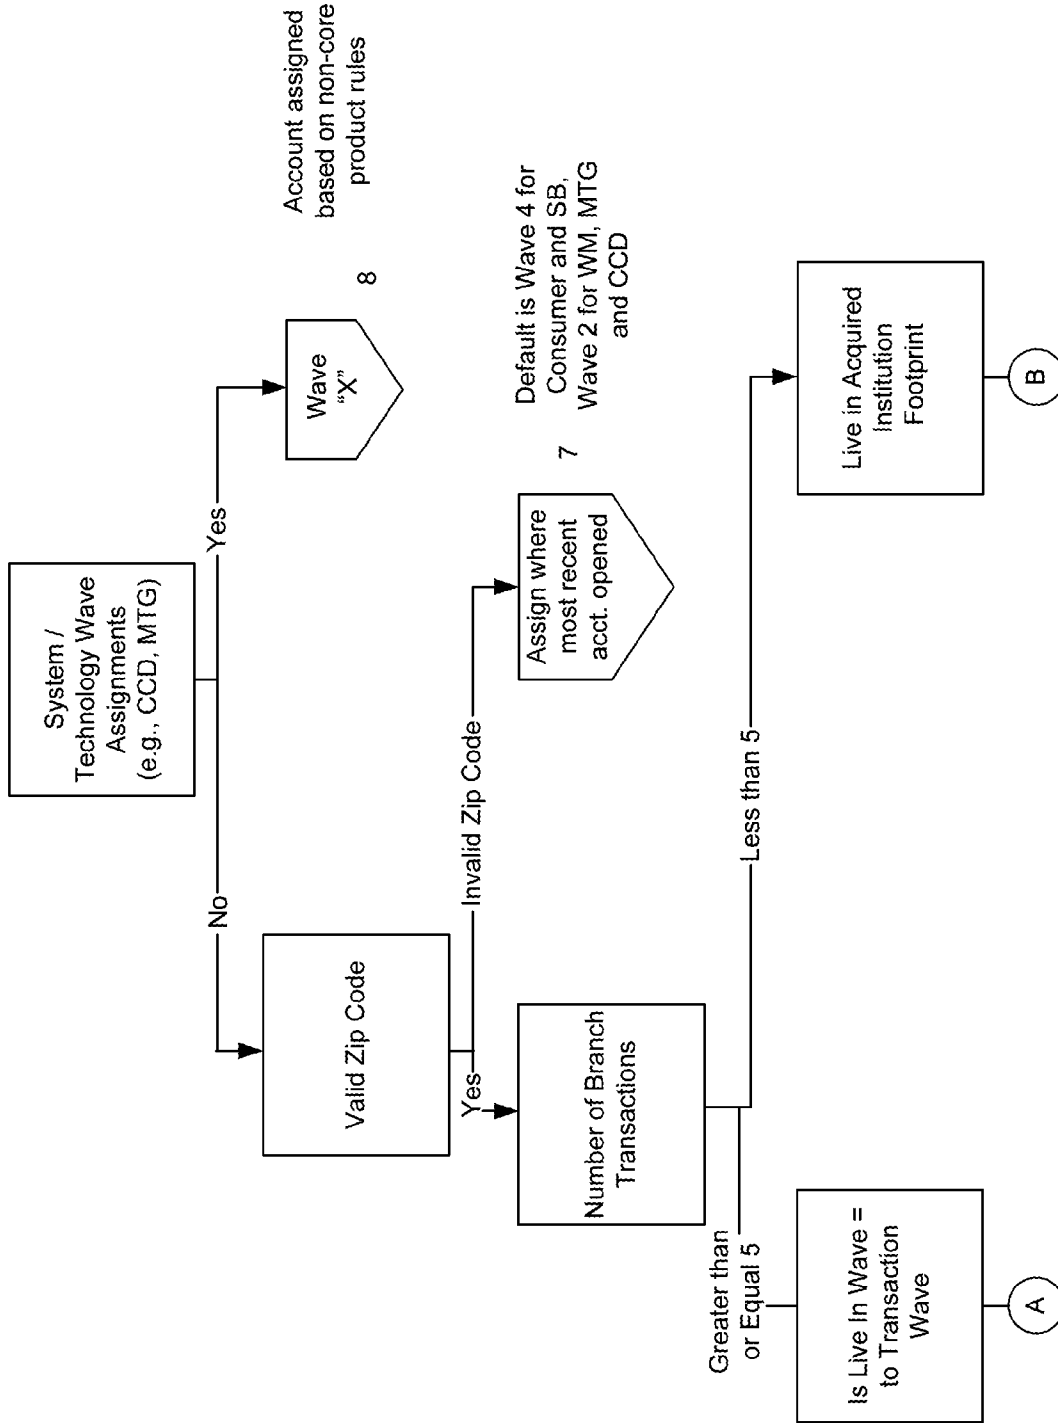 System /
Technology Wave
Assignments
(e.g., CCD, MTG)
No
Yes
Wave
“X”
8
Account assigned
based on non-core
product rules
Valid Zip Code
Yes
Invalid Zip Code
Assign where
most recent
acct. opened
7
Default is Wave 4 for
Consumer and SB,
Wave 2 for WM, MTG
and CCD
Number of Branch
Transactions
Greater than
or Equal 5
Less than 5
Is Live In Wave =
to Transaction
Wave
A
Live in Acquired
Institution
Footprint
B